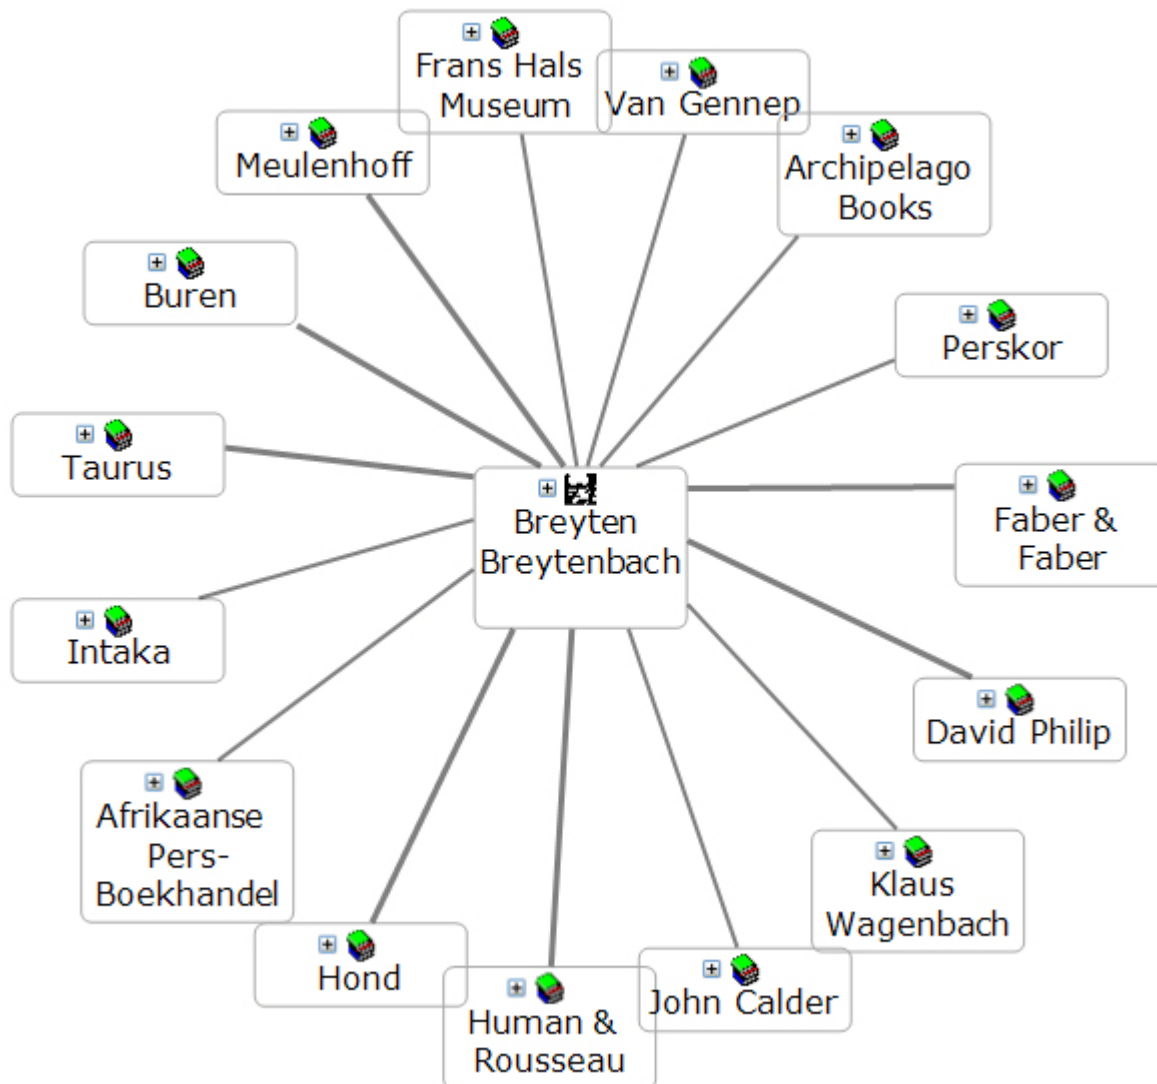 Frans Hals
Museum
Van Gennep
Meulenhoff
Archipelago
Books
Buren
Perskor
Taurus
Breyten
Breytenbach
Faber &
Faber
Intaka
David Philip
Afrikaanse
Pers-
Boekhandel
Klaus
Wagenbach
Hond
John Calder
Human &
Rousseau